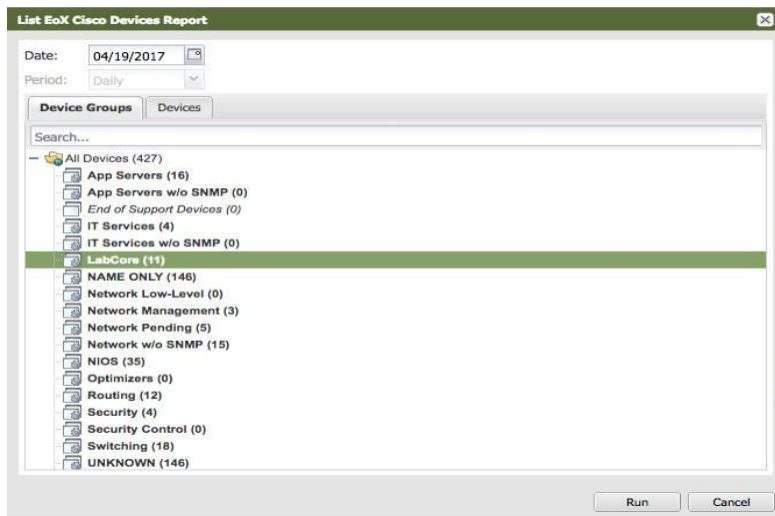 List EoX Cisco Devices Report
Date: 04/19/2017
Period: Daily
Device Groups Devices
Search...
All Devices (427)
App Servers (16)
App Servers w/o SNMP (0)
End of Support Devices (0)
IT Services (4)
IT Services w/o SNMP (0)
LabCore (11)
NAME ONLY (146)
Network Low-Level (0)
Network Management (3)
Network Pending (5)
Network w/o SNMP (15)
NIOS (35)
Optimizers (0)
Routing (12)
Security (4)
Security Control (0)
Switching (18)
UNKNOWN (146)
Run Cancel